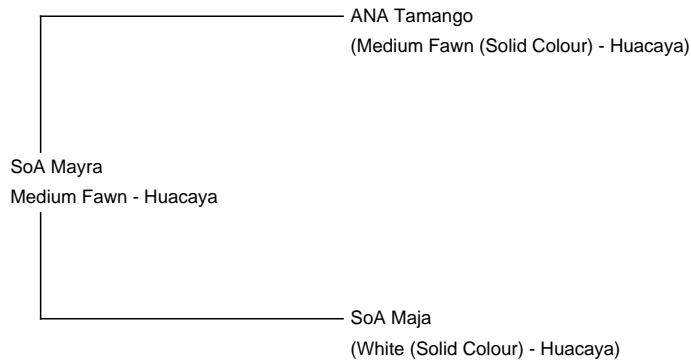 ANA Tamango
(Medium Fawn (Solid Colour) - Huacaya)
SoA Mayra
Medium Fawn - Huacaya
SoA Maja
(White (Solid Colour) - Huacaya)